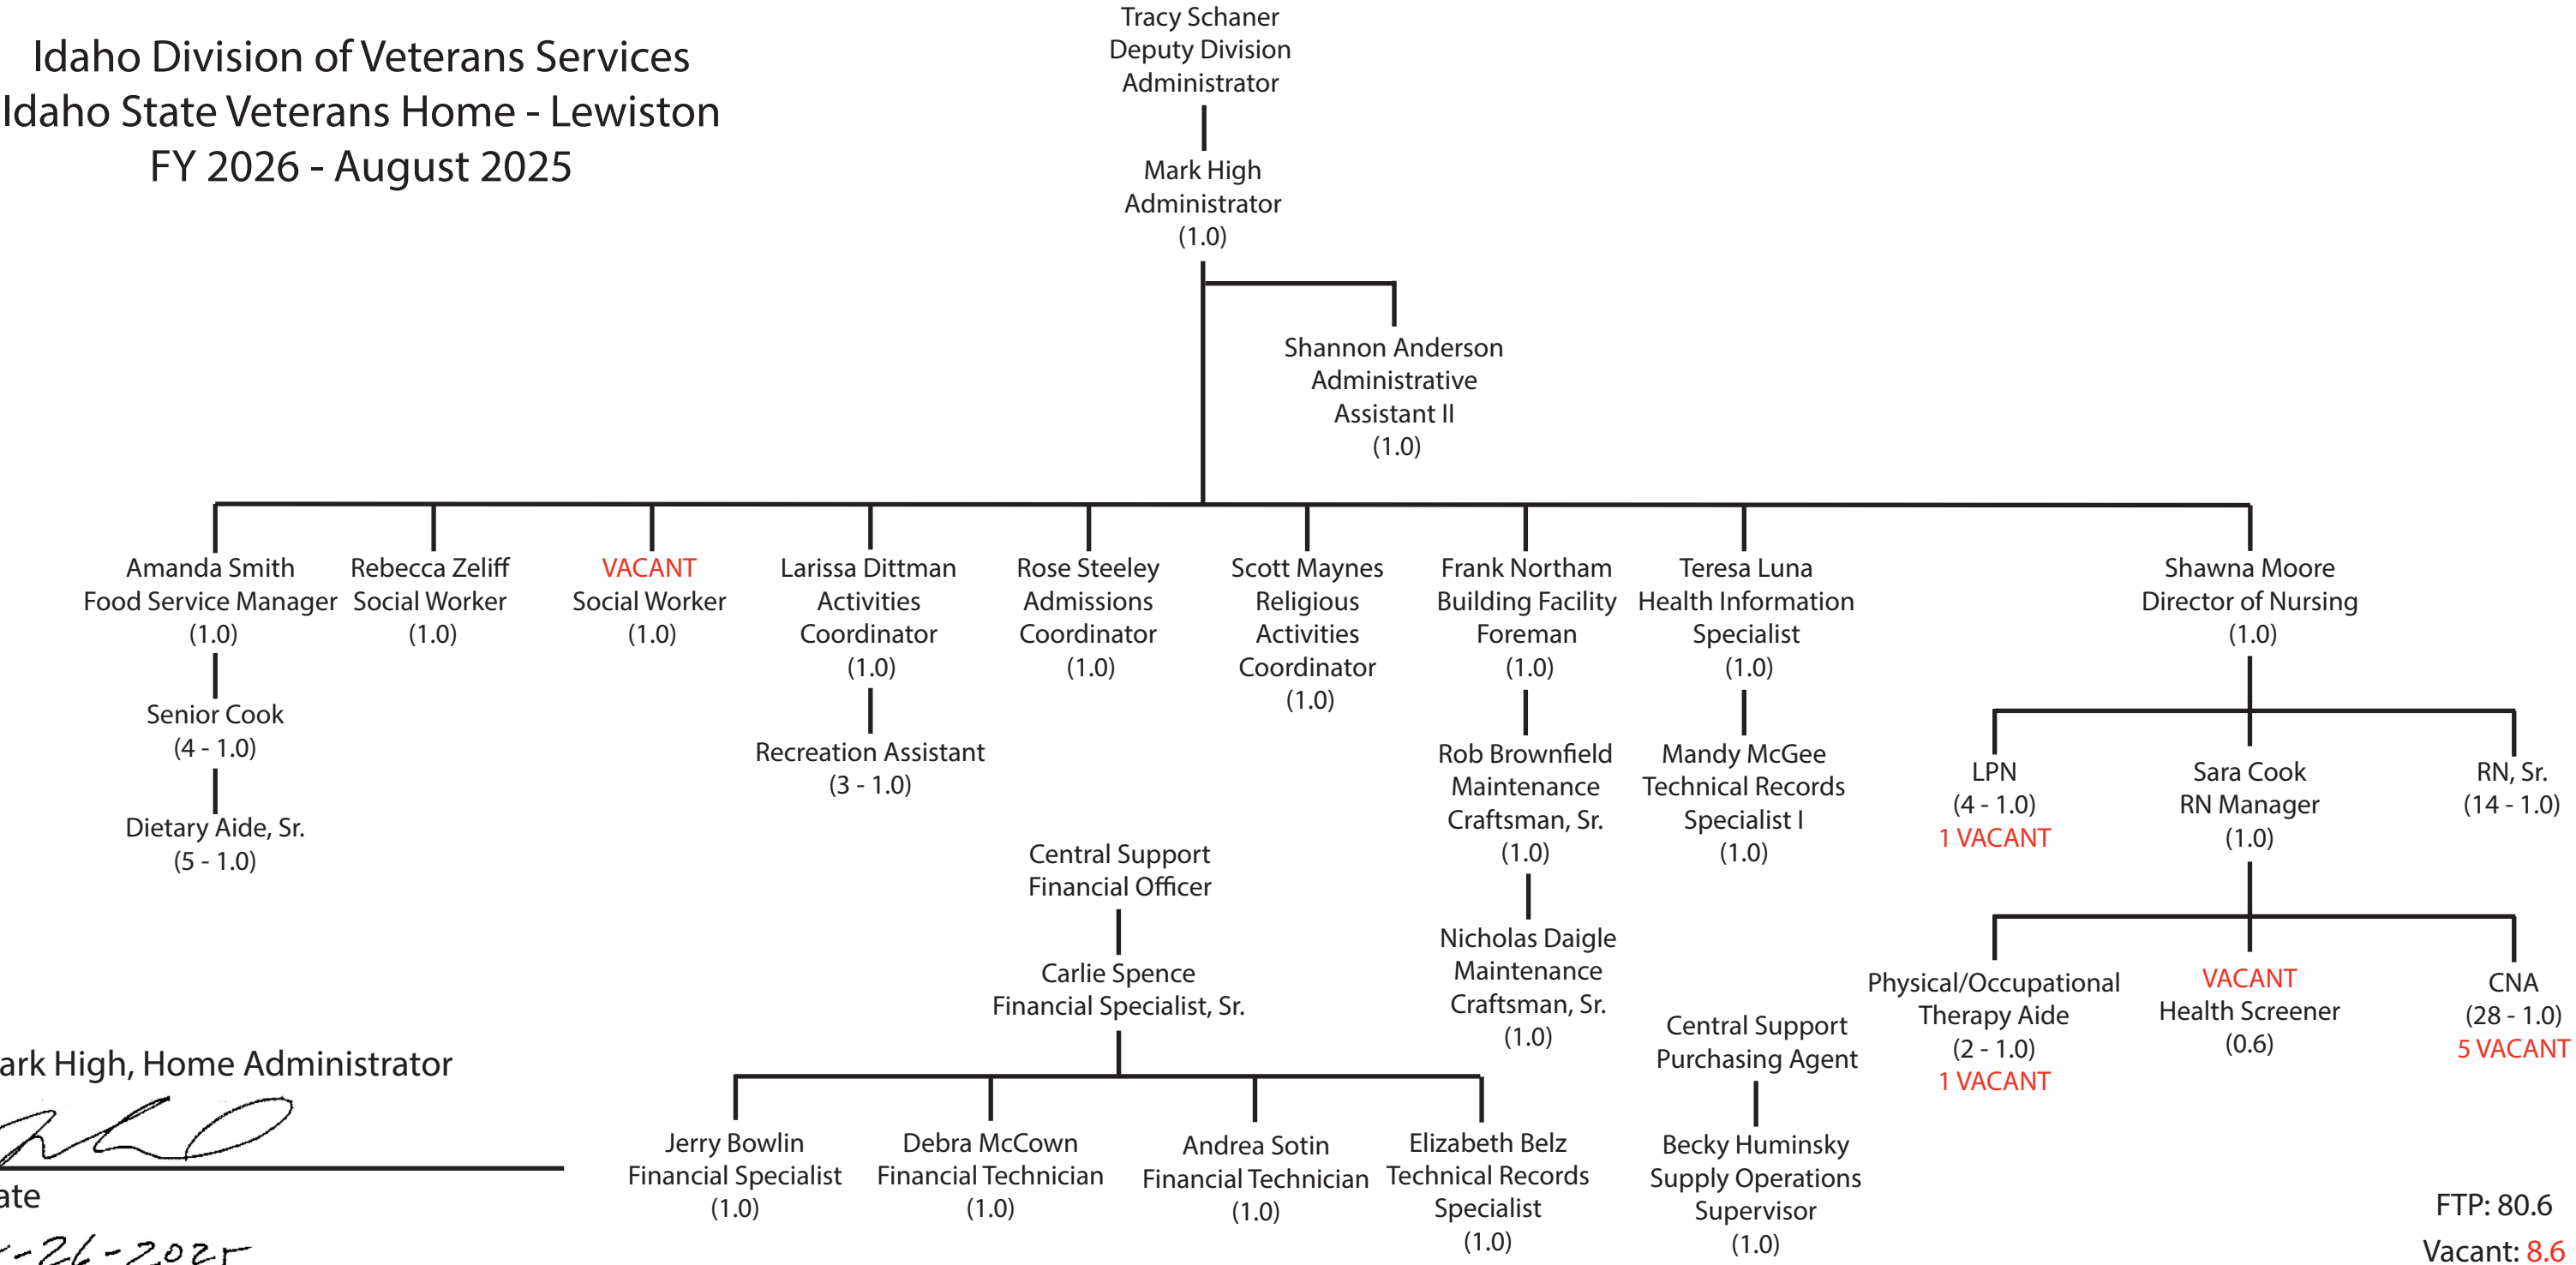 Idaho Division of Veterans Services
Idaho State Veterans Home - Lewiston
FY 2026 - August 2025
Tracy Schaner
Deputy Division
Administrator
Mark High
Administrator
(1.0)
Shannon Anderson
Administrative
Assistant II
(1.0)
Amanda Smith
Food Service Manager
(1.0)
Senior Cook
(4 - 1.0)
Dietary Aide, Sr.
(5 - 1.0)
Rebecca Zeliff
Social Worker
(1.0)
VACANT
Social Worker
(1.0)
Larissa Dittman
Activities
Coordinator
(1.0)
Recreation Assistant
(3 - 1.0)
Rose Steeley
Admissions
Coordinator
(1.0)
Scott Maynes
Religious
Activities
Coordinator
(1.0)
Frank Northam
Building Facility
Foreman
(1.0)
Rob Brownfield
Maintenance
Craftsman, Sr.
(1.0)
Nicholas Daigle
Maintenance
Craftsman, Sr.
(1.0)
Teresa Luna
Health Information
Specialist
(1.0)
Mandy McGee
Technical Records
Specialist I
(1.0)
Shawna Moore
Director of Nursing
(1.0)
LPN
(4 - 1.0)
1 VACANT
Sara Cook
RN Manager
(1.0)
RN, Sr.
(14 - 1.0)
Physical/Occupational
Therapy Aide
(2 - 1.0)
1 VACANT
VACANT
Health Screener
(0.6)
CNA
(28 - 1.0)
5 VACANT
Central Support
Financial Officer
Carlie Spence
Financial Specialist, Sr.
Jerry Bowlin
Financial Specialist
(1.0)
Debra McCown
Financial Technician
(1.0)
Andrea Sotin
Financial Technician
(1.0)
Elizabeth Belz
Technical Records
Specialist
(1.0)
Central Support
Purchasing Agent
Becky Huminsky
Supply Operations
Supervisor
(1.0)
ark High, Home Administrator
ate
-26-2025
FTP: 80.6
Vacant: 8.6